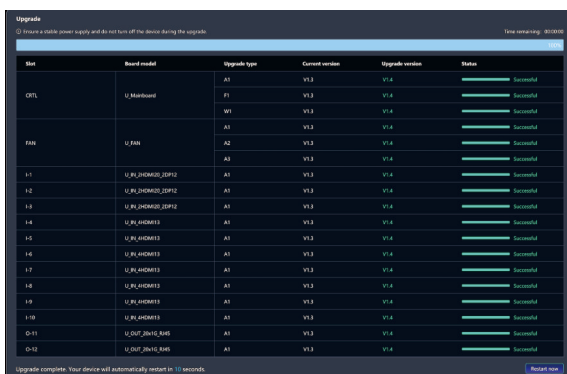 Upgrade
Ensure a stable power supply and do not turn off the device during the upgrade. Time remaining: 00:00:00
100%
Slot Board model Upgrade type Current version Upgrade version Status
A1 V1.3 V1.4 Successful
CRTL U_Mainboard F1 V1.3 V1.4 Successful
W1 V1.3 V1.4 Successful
A1 V1.3 V1.4 Successful
FAN U_FAN A2 V1.3 V1.4 Successful
A3 V1.3 V1.4 Successful
I-1 U_IN_2HDMI20_2DP12 A1 V1.3 V1.4 Successful
I-2 U_IN_2HDMI20_2DP12 A1 V1.3 V1.4 Successful
I-3 U_IN_2HDMI20_2DP12 A1 V1.3 V1.4 Successful
I-4 U_IN_4HDMI13 A1 V1.3 V1.4 Successful
I-5 U_IN_4HDMI13 A1 V1.3 V1.4 Successful
I-6 U_IN_4HDMI13 A1 V1.3 V1.4 Successful
I-7 U_IN_4HDMI13 A1 V1.3 V1.4 Successful
I-8 U_IN_4HDMI13 A1 V1.3 V1.4 Successful
I-9 U_IN_4HDMI13 A1 V1.3 V1.4 Successful
I-10 U_IN_4HDMI13 A1 V1.3 V1.4 Successful
O-11 U_OUT_20x1G_RJ45 A1 V1.3 V1.4 Successful
O-12 U_OUT_20x1G_RJ45 A1 V1.3 V1.4 Successful
Upgrade complete. Your device will automatically restart in 10 seconds. Restart now